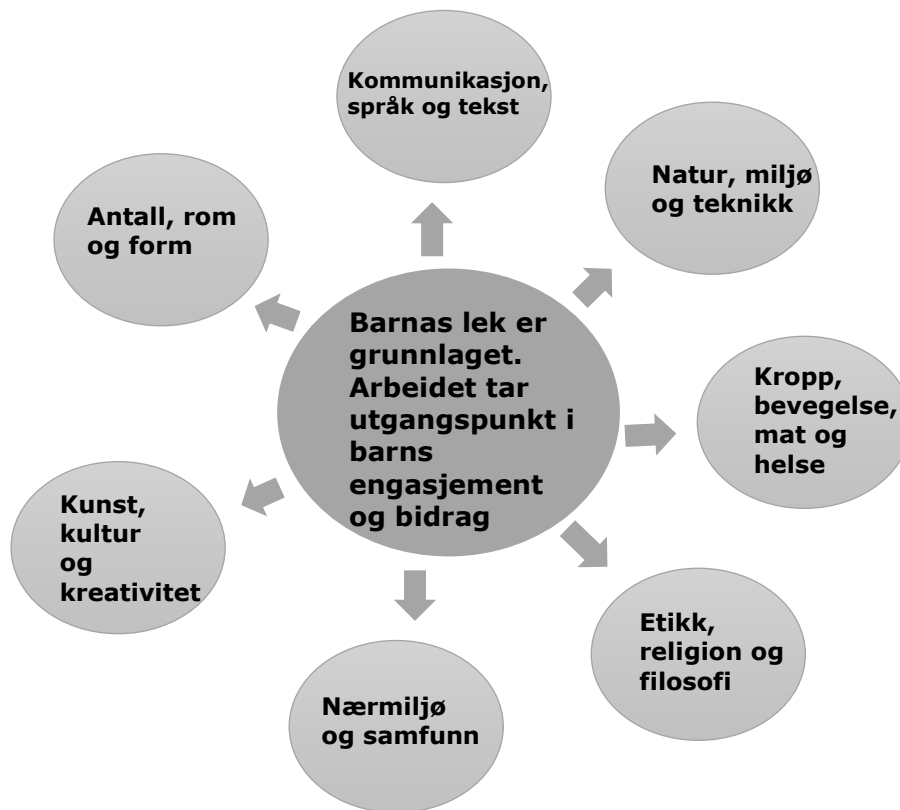 Kommunikasjon,
språk og tekst
Natur, miljø
og teknikk
Antall, rom
og form
Barnas lek er
grunnlaget.
Arbeidet tar
utgangspunkt i
barns
engasjement
og bidrag
Kropp,
bevegelse,
mat og
helse
Kunst,
kultur
og
kreativitet
Etikk,
religion og
filosofi
Nærmiljø
og samfunn